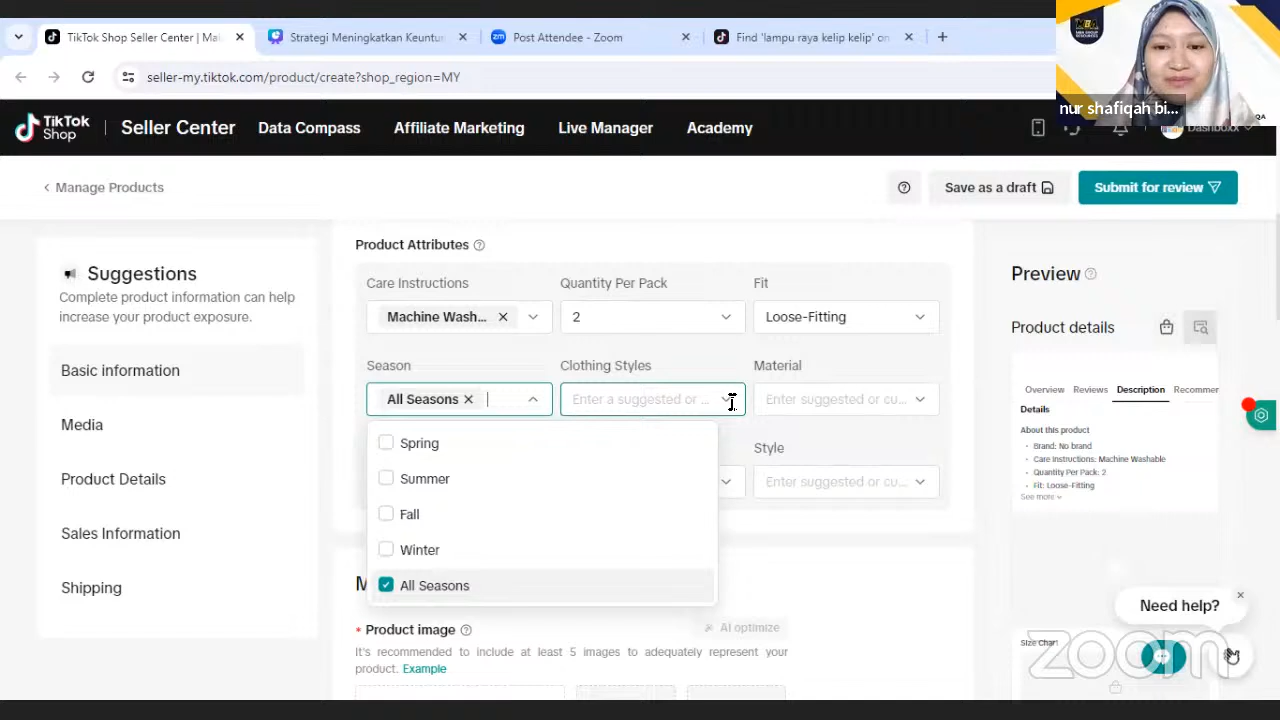 TikTok Shop Seller Center | Mal
Strategi Meningkatkan Keuntu
Post Attendee - Zoom
Find 'lampu raya kelip kelip' on
seller-my.tiktok.com/product/create?shop_region=MY
nur shafiqah bi...
TikTok
Shop
Seller Center
Data Compass
Affiliate Marketing
Live Manager
Academy
Manage Products
Save as a draft
Submit for review
Suggestions
Complete product information can help
increase your product exposure.
Basic information
Media
Product Details
Sales Information
Shipping
Product Attributes
Care Instructions
Quantity Per Pack
Fit
Machine Wash...
2
Loose-Fitting
Season
Clothing Styles
Material
All Seasons
Enter a suggested or ...
Enter suggested or cu...
Style
Enter suggested or cu...
Spring
Summer
Fall
Winter
All Seasons
M
* Product image
AI optimize
It's recommended to include at least 5 images to adequately represent your
product. Example
Preview
Product details
Overview Reviews Description Recommer
Details
About this product
Brand: No brand
Care Instructions: Machine Washable
Quantity Per Pack: 2
Fit: Loose-Fitting
See more
Need help?
Size Chart
zoom